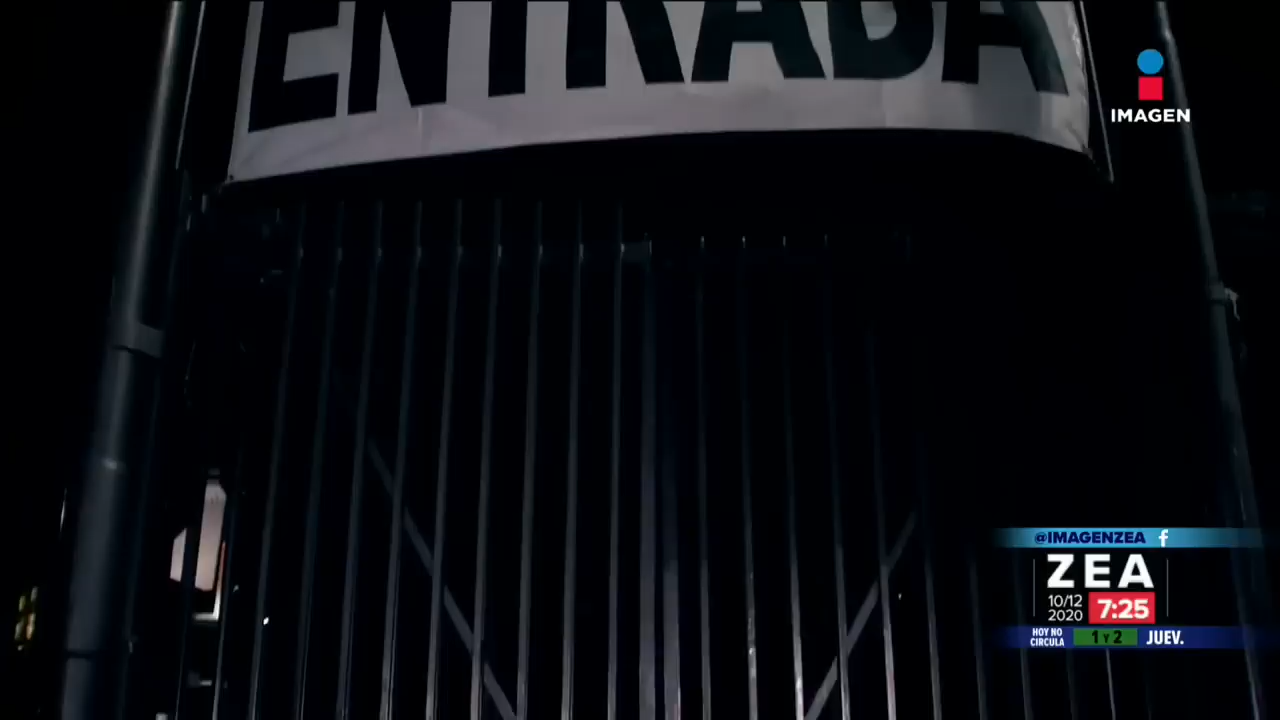 ENTRADA
IMAGEN
@IMAGENZEA f
ZEA
10/12
2020
7:25
HOY NO
CIRCULA
1 Y 2
JUEV.